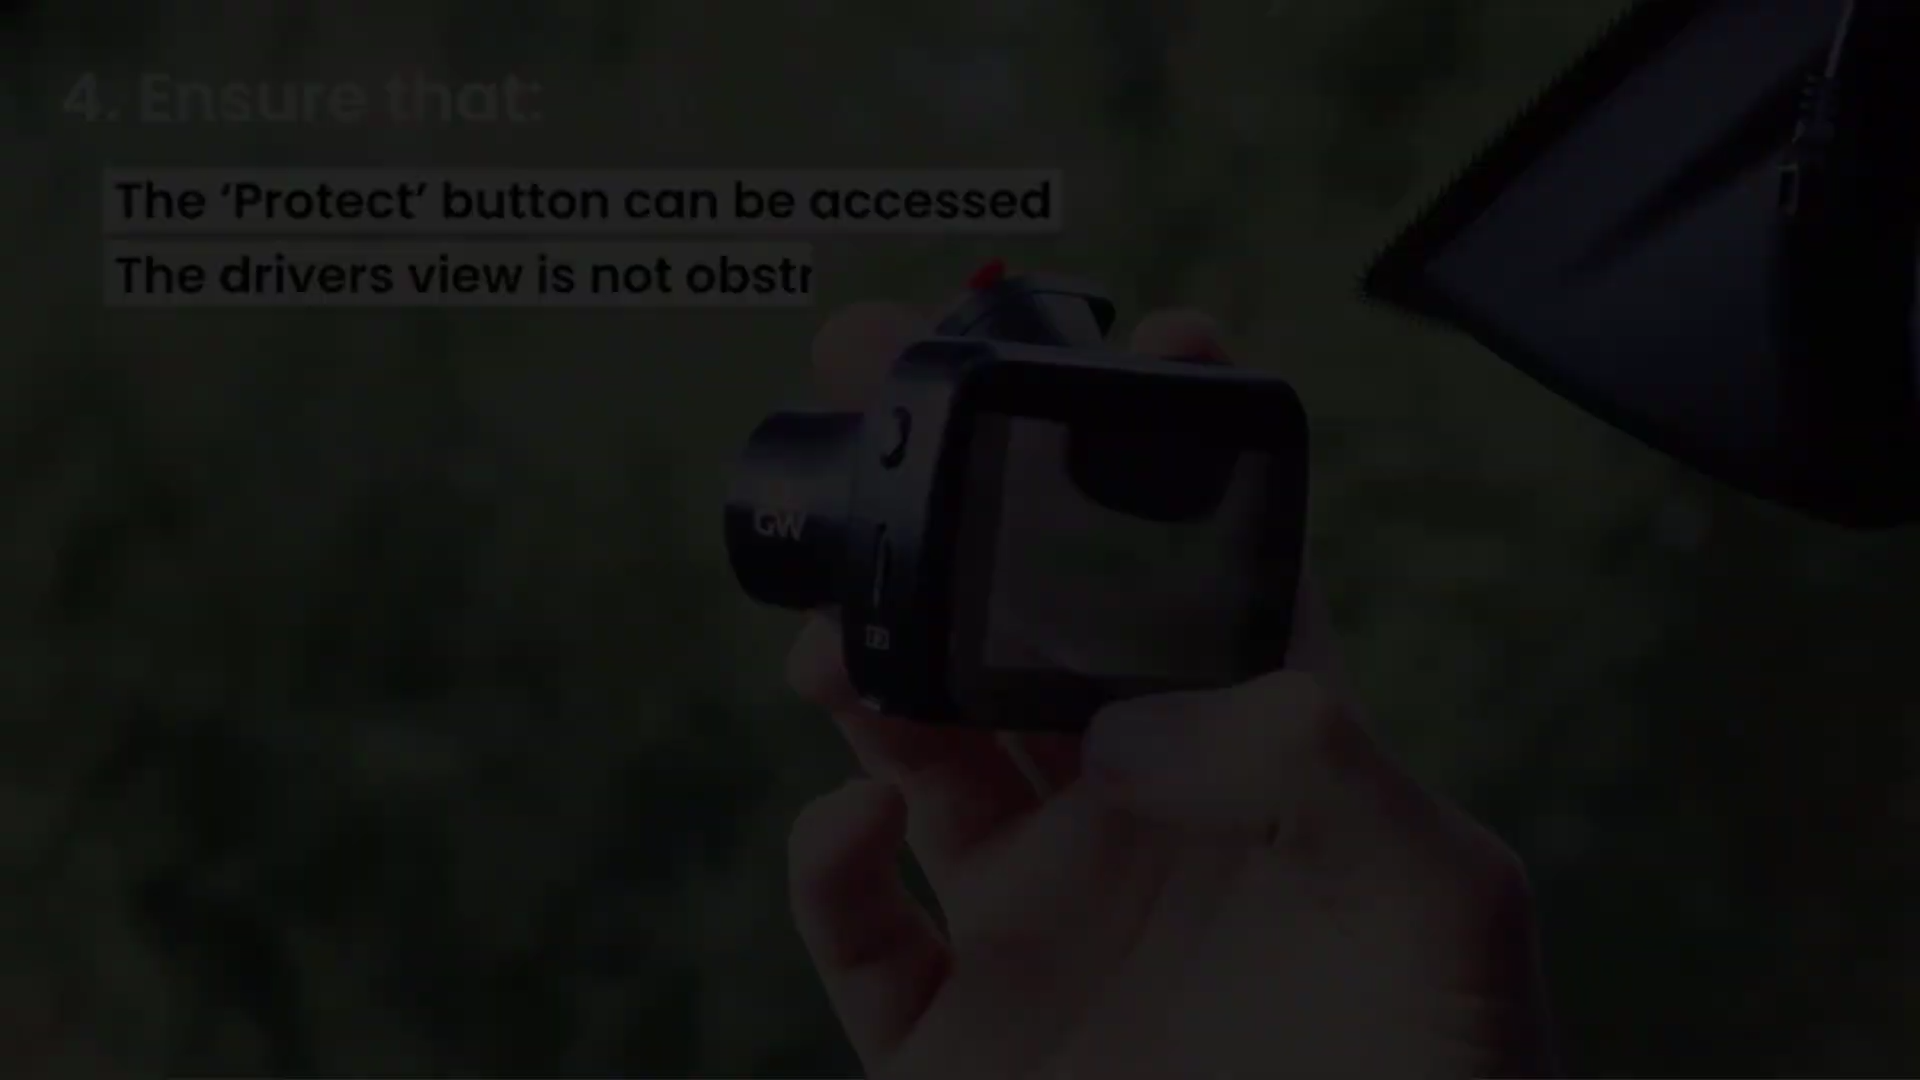 4. Ensure that:
The ‘Protect’ button can be accessed
The drivers view is not obstr
GW